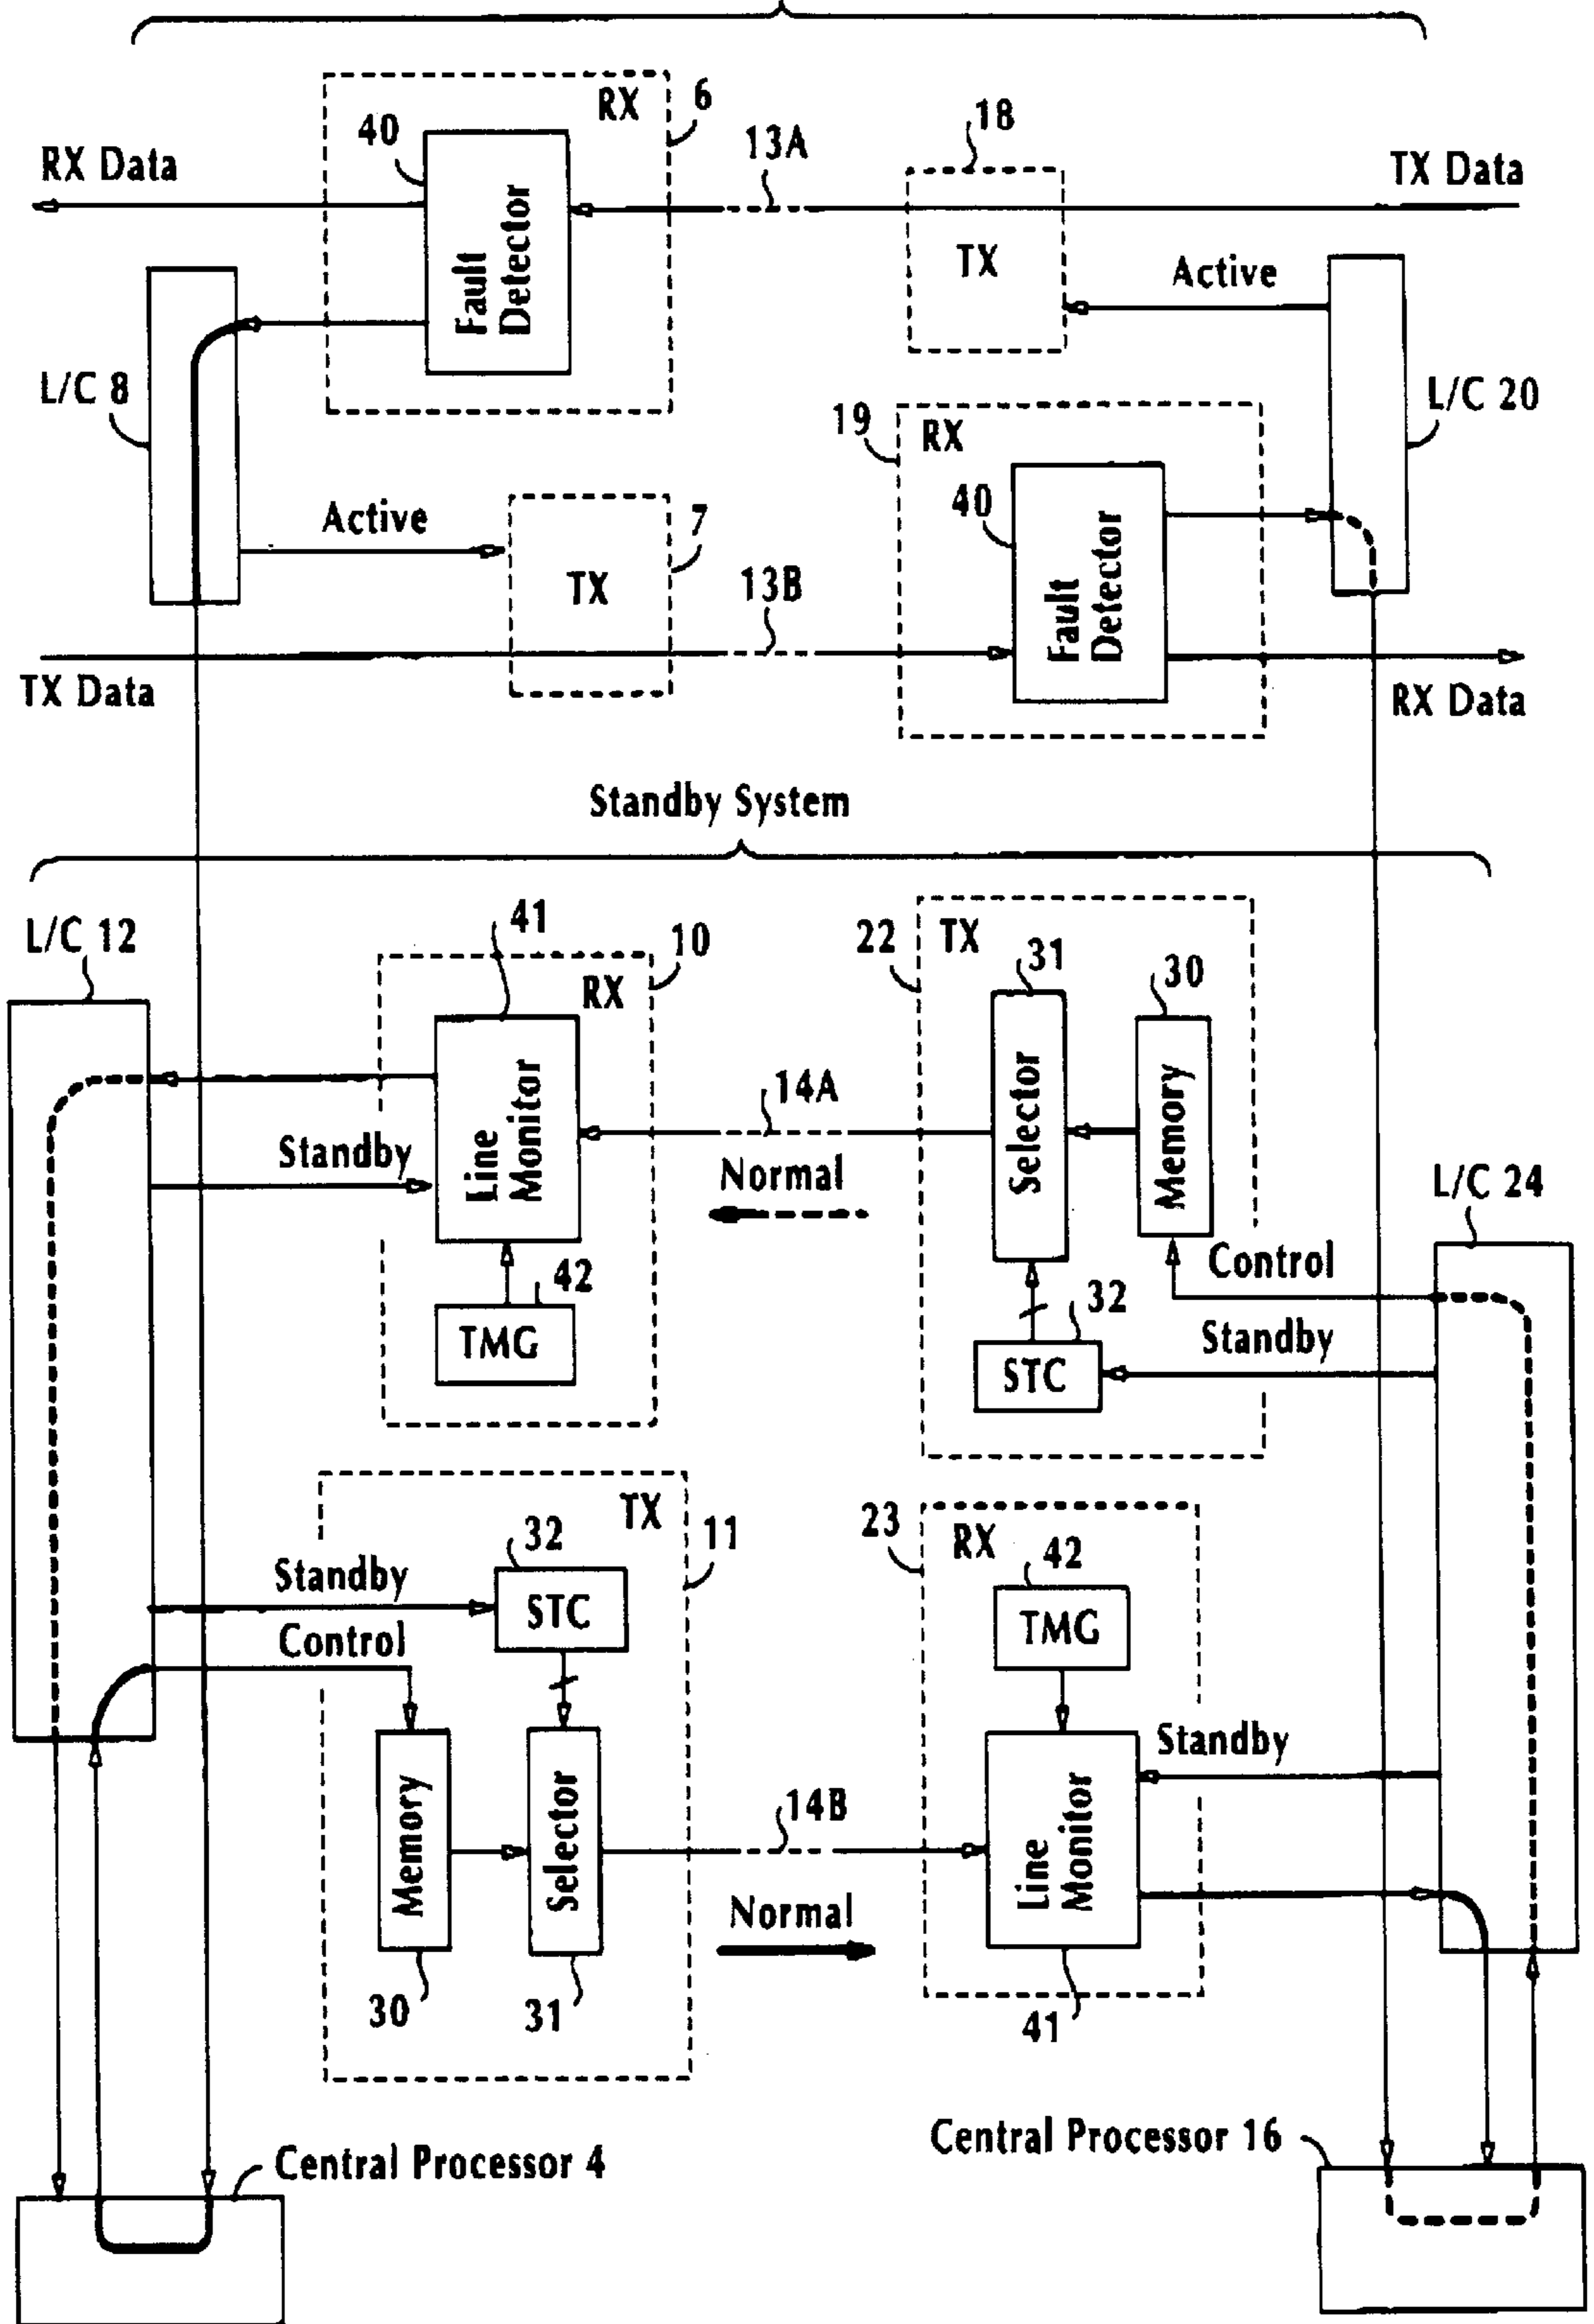 RX
6
40
18
13A
RX Data
TX Data
Fault
Detector
TX
Active
L/C 8
L/C 20
19
RX
40
Active
7
TX
13B
Fault
Detector
TX Data
RX Data
Standby System
L/C 12
41
10
22
TX
31
30
RX
Line
Monitor
14A
Selector
Memory
Standby
Normal
L/C 24
Control
42
32
TMG
Standby
STC
TX
11
23
RX
32
42
Standby
STC
TMG
Control
Standby
Memory
Selector
14B
Line
Monitor
Normal
30
31
41
Central Processor 4
Central Processor 16